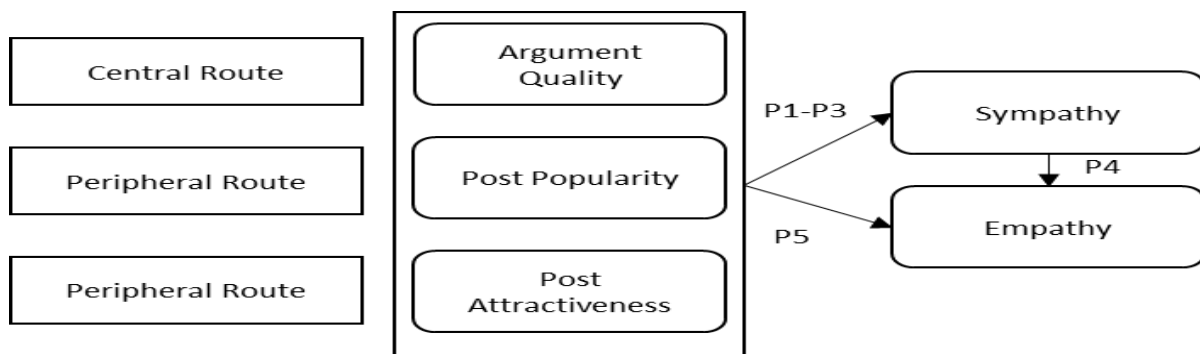 Central Route
Argument
Quality
P1-P3
Sympathy
Peripheral Route
Post Popularity
P4
P5
Empathy
Peripheral Route
Post
Attractiveness